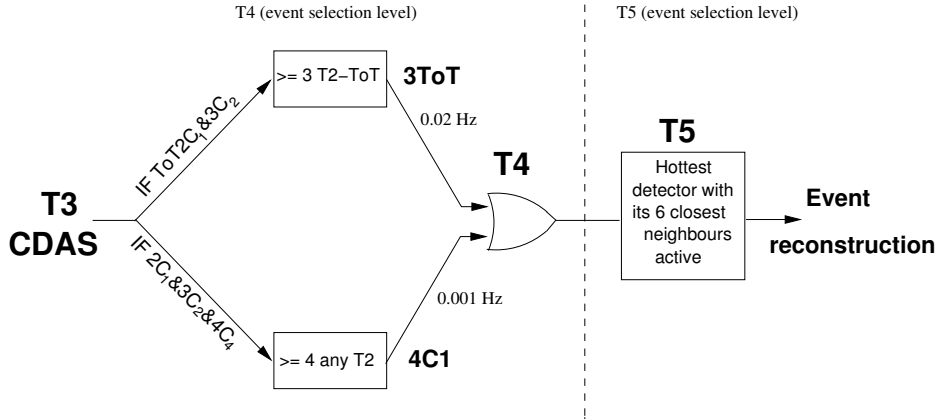 T4 (event selection level)
T5 (event selection level)
>= 3 T2−ToT
3ToT
IF ToT2C₁&3C₂
0.02 Hz
T3
CDAS
T4
T5
Hottest
detector with
its 6 closest
neighbours
active
Event
reconstruction
IF 2C₁&3C₂&4C₄
0.001 Hz
>= 4 any T2
4C1